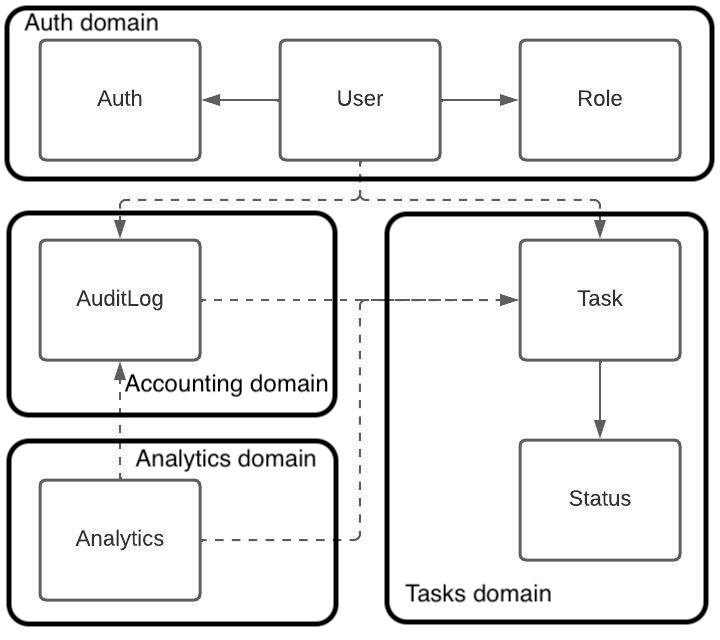 Auth domain
Auth
User
Role
AuditLog
Accounting domain
Task
Analytics domain
Analytics
Status
Tasks domain